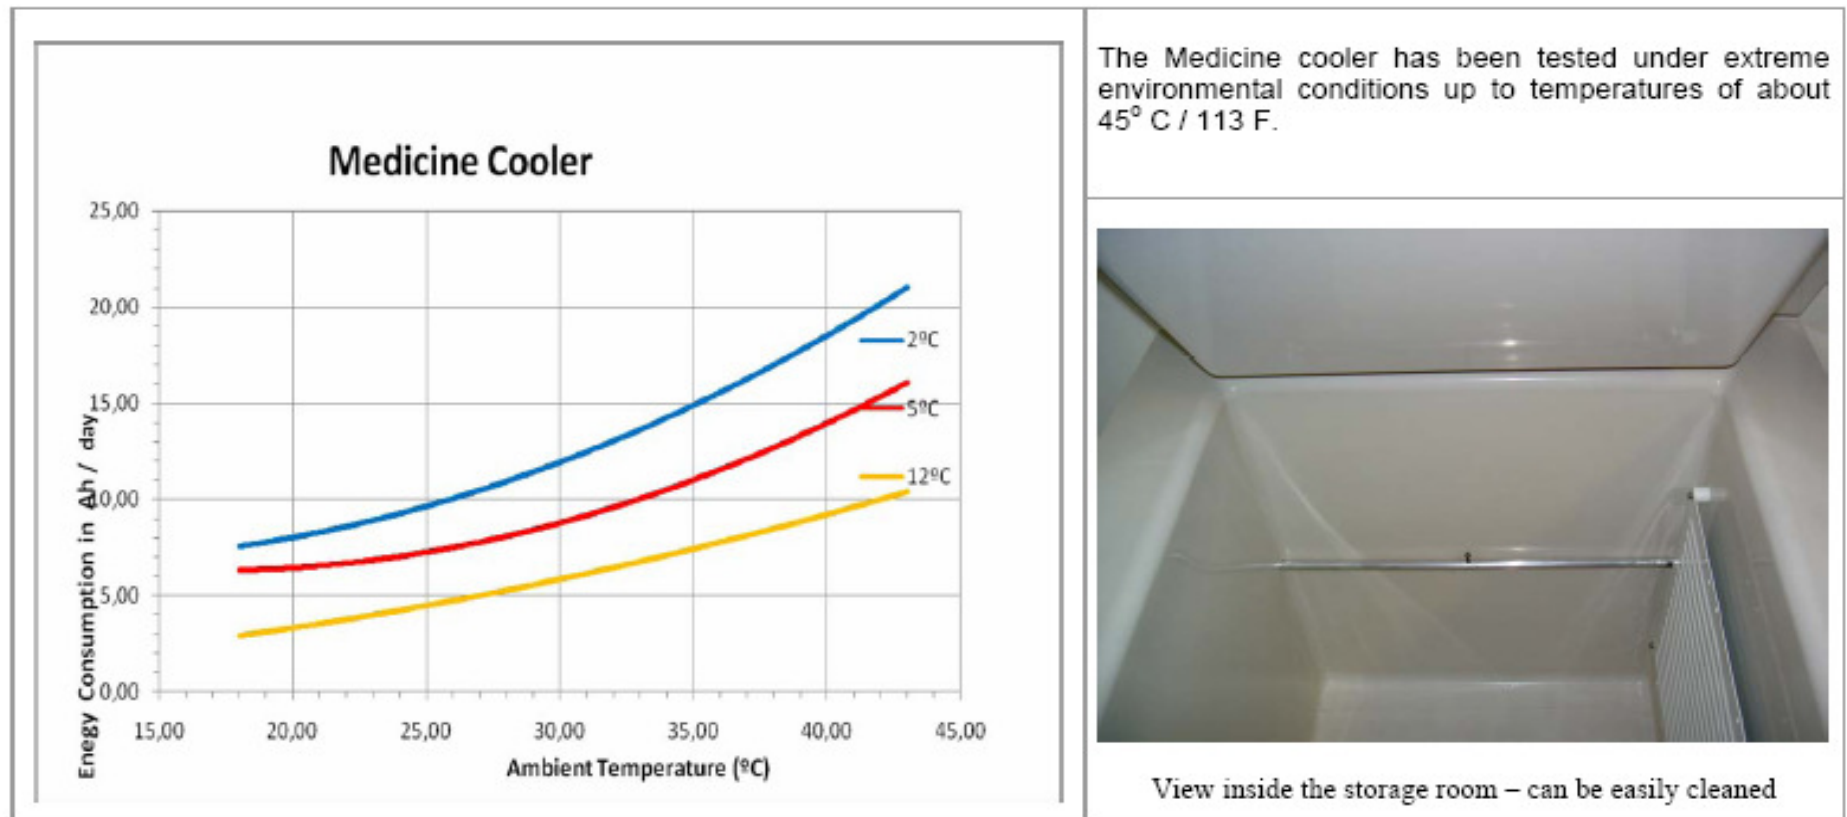 The Medicine cooler has been tested under extreme
environmental conditions up to temperatures of about
45° C / 113 F.
Medicine Cooler
25,00
20,00
15,00
10,00
5,00
0,00
Enegy Consumption in Ah / day
2ºC
5ºC
12ºC
15,00
20,00
25,00
30,00
35,00
40,00
45,00
Ambient Temperature (ºC)
View inside the storage room – can be easily cleaned